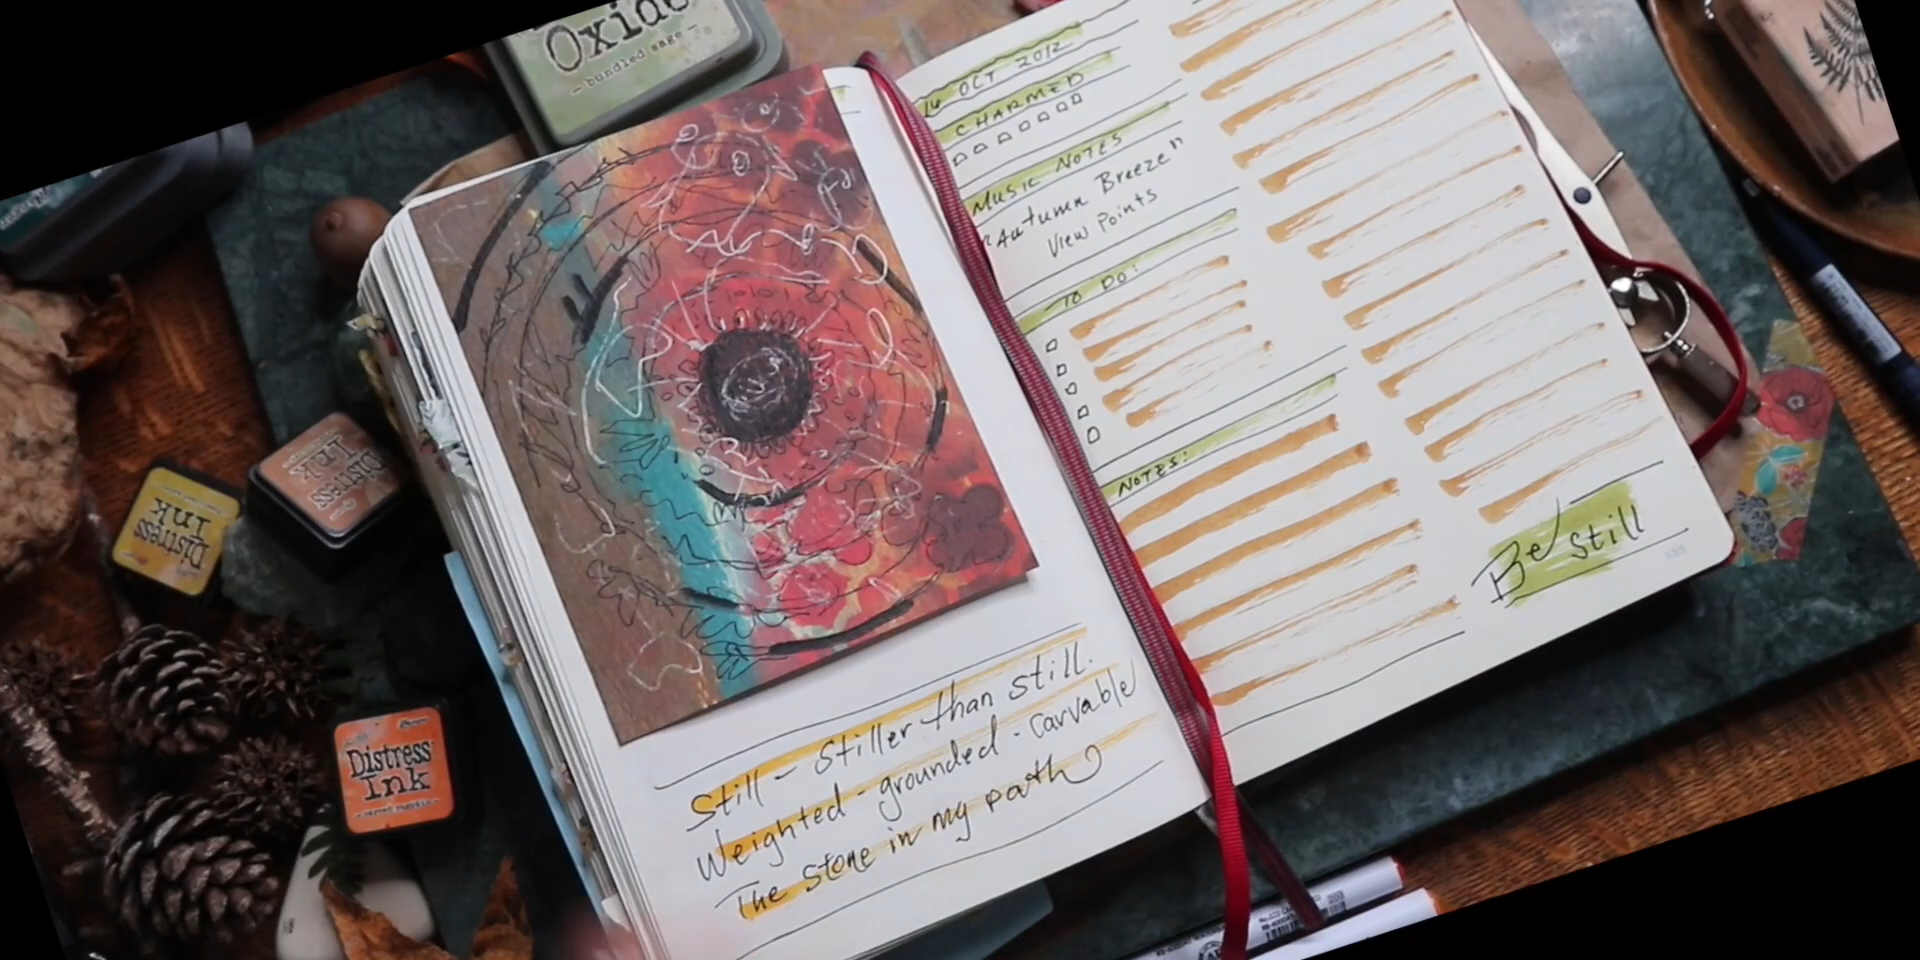 Oxide
- bundled sage -
Distress
Ink
Distress
Ink
Distress
Ink
Still - Stiller than still.
Weighted - grounded - carvable
The stone in my path
16 OCT 2012
CHARMED
MUSIC NOTES
"Autumn Breeze"
View Points
TO DO:
NOTES:
Be still